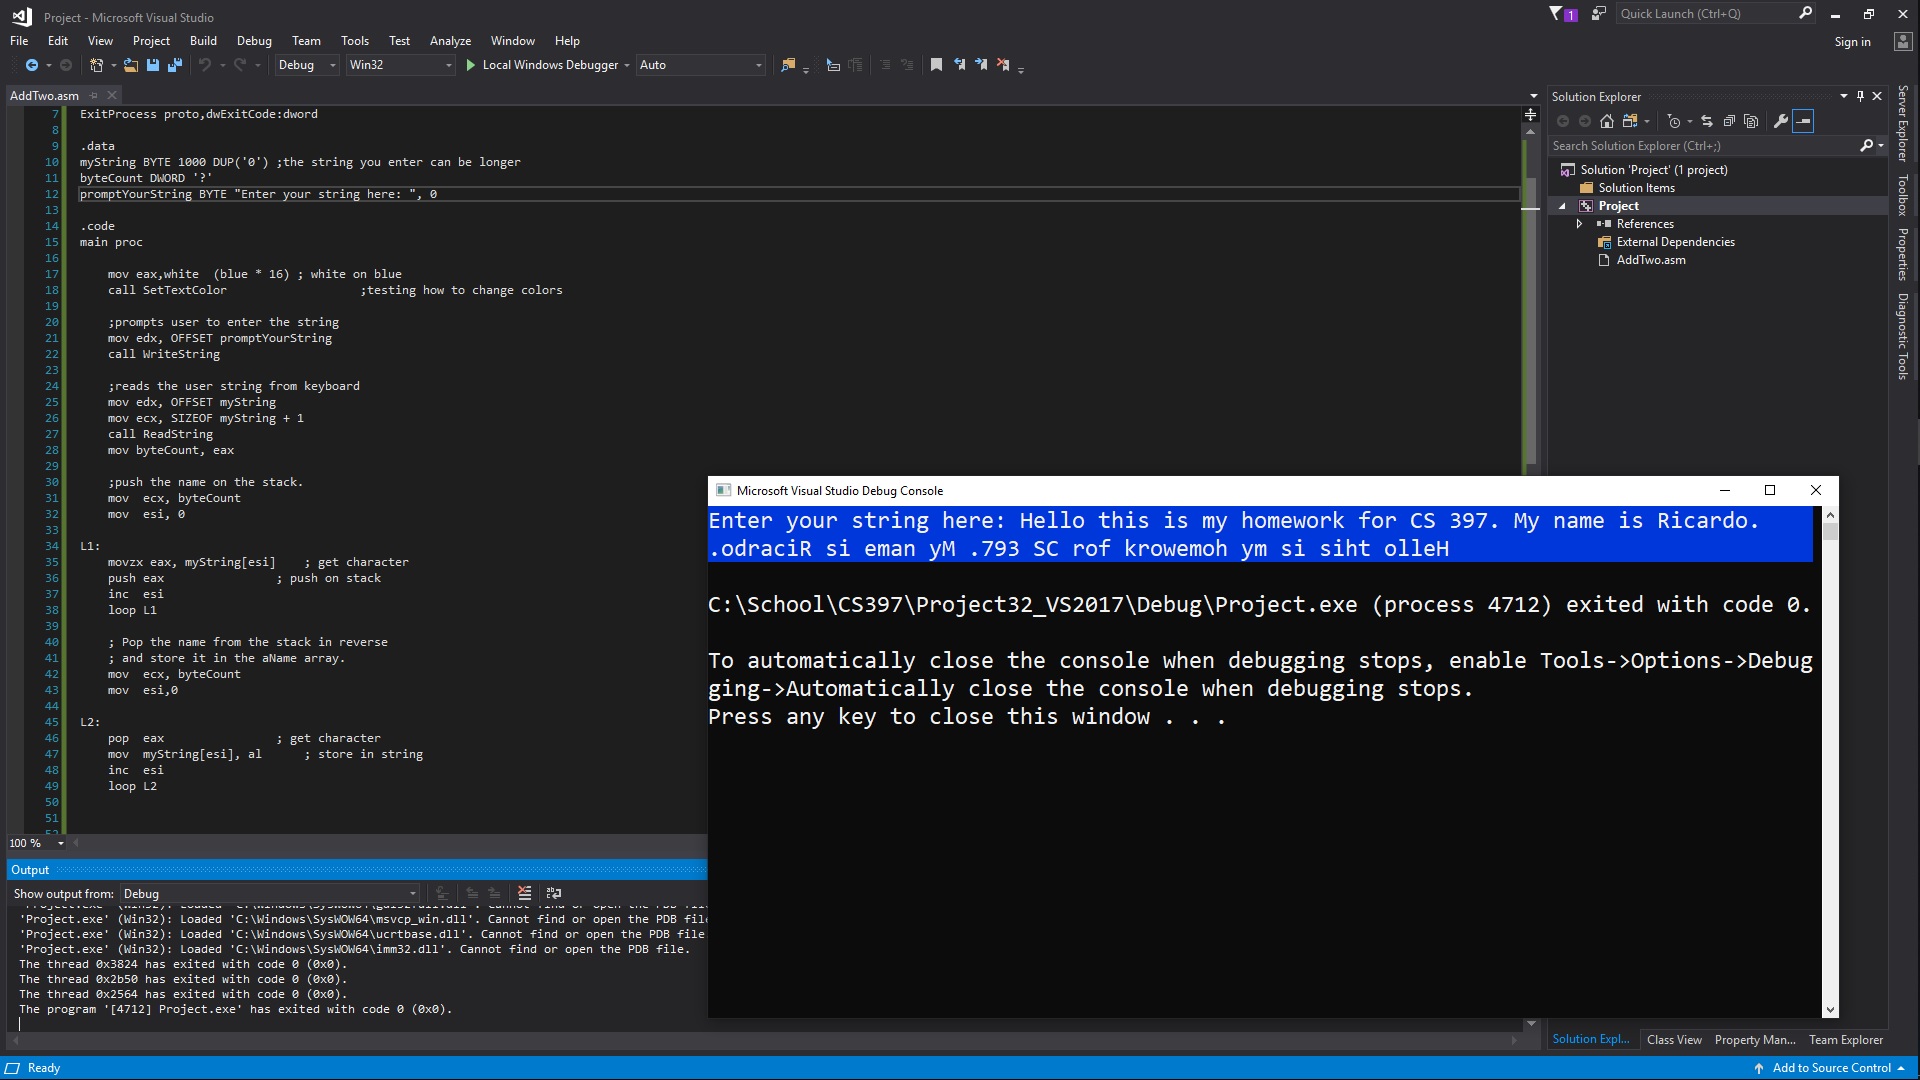 Project - Microsoft Visual Studio
1
Quick Launch (Ctrl+Q)
File Edit View Project Build Debug Team Tools Test Analyze Window Help
Sign in
Debug Win32 Local Windows Debugger Auto
AddTwo.asm
7 ExitProcess proto,dwExitCode:dword
8
9 .data
10 myString BYTE 1000 DUP('0') ;the string you enter can be longer
11 byteCount DWORD '?'
12 promptYourString BYTE "Enter your string here: ", 0
13
14 .code
15 main proc
16
17 mov eax,white  (blue * 16) ; white on blue
18 call SetTextColor ;testing how to change colors
19
20 ;prompts user to enter the string
21 mov edx, OFFSET promptYourString
22 call WriteString
23
24 ;reads the user string from keyboard
25 mov edx, OFFSET myString
26 mov ecx, SIZEOF myString + 1
27 call ReadString
28 mov byteCount, eax
29
30 ;push the name on the stack.
31 mov  ecx, byteCount
32 mov  esi, 0
33
34 L1:
35 movzx eax, myString[esi] ; get character
36 push eax ; push on stack
37 inc  esi
38 loop L1
39
40 ; Pop the name from the stack in reverse
41 ; and store it in the aName array.
42 mov  ecx, byteCount
43 mov  esi,0
44
45 L2:
46 pop  eax ; get character
47 mov  myString[esi], al ; store in string
48 inc  esi
49 loop L2
50
51
100 %
Output
Show output from: Debug
'Project.exe' (Win32): Loaded 'C:\Windows\SysWOW64\msvcp_win.dll'. Cannot find or open the PDB file
'Project.exe' (Win32): Loaded 'C:\Windows\SysWOW64\ucrtbase.dll'. Cannot find or open the PDB file
'Project.exe' (Win32): Loaded 'C:\Windows\SysWOW64\imm32.dll'. Cannot find or open the PDB file.
The thread 0x3824 has exited with code 0 (0x0).
The thread 0x2b50 has exited with code 0 (0x0).
The thread 0x2564 has exited with code 0 (0x0).
The program '[4712] Project.exe' has exited with code 0 (0x0).
Microsoft Visual Studio Debug Console
Enter your string here: Hello this is my homework for CS 397. My name is Ricardo.
.odraciR si eman yM .793 SC rof krowemoh ym si siht olleH
C:\School\CS397\Project32_VS2017\Debug\Project.exe (process 4712) exited with code 0.
To automatically close the console when debugging stops, enable Tools->Options->Debug
ging->Automatically close the console when debugging stops.
Press any key to close this window . . .
Solution Explorer
Search Solution Explorer (Ctrl+;)
Solution 'Project' (1 project)
Solution Items
Project
References
External Dependencies
AddTwo.asm
Solution Expl... Class View Property Man... Team Explorer
Server Explorer
Toolbox
Properties
Diagnostic Tools
Ready
Add to Source Control